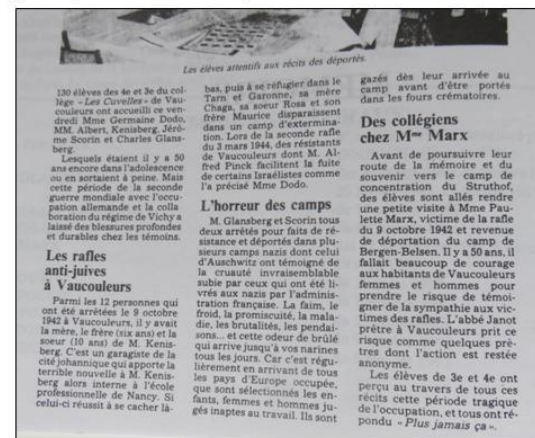 Les élèves attentifs aux récits des déportés.
130 élèves des 4e et 3e du col-
lège «Les Cuvelles» de Vau-
couleurs ont accueilli ce ven-
dredi Mme Germaine Dodo,
MM. Albert, Kenisberg, Jérô-
me Scorin et Charles Glans-
berg.
Lesquels étaient il y a 50
ans encore dans l'adolescence
ou en sortaient à peine. Mais
cette période de la seconde
guerre mondiale avec l'occu-
pation allemande et la colla-
boration du régime de Vichy a
laissé des blessures profondes
et durables chez les témoins.
Les rafles
anti-juives
à Vaucouleurs
Parmi les 12 personnes qui
ont été arrêtées le 9 octobre
1942 à Vaucouleurs, il y avait
la mère, le frère (six ans) et la
soeur (10 ans) de M. Kenis-
berg. C'est un garagiste de la
cité johannique qui apporta la
terrible nouvelle à M. Kenis-
berg alors interne à l'école
professionnelle de Nancy. Si
celui-ci réussit à se cacher là-
bas, puis à se réfugier dans le
Tarn et Garonne, sa mère
Chaga, sa soeur Rosa et son
frère Maurice disparaissent
dans un camp d'extermina-
tion. Lors de la seconde rafle
du 3 mars 1944, des résistants
de Vaucouleurs dont M. Al-
fred Pinck facilitent la fuite
de certains Israélistes comme
l'a précisé Mme Dodo.
L'horreur des camps
M. Glansberg et Scorin tous
deux arrêtés pour faits de ré-
sistance et déportés dans plu-
sieurs camps nazis dont celui
d'Auschwitz ont témoigné de
la cruauté invraisemblable
subie par ceux qui ont été li-
vrés aux nazis par l'adminis-
tration française. La faim, le
froid, la promiscuité, la mala-
die, les brutalités, les pendai-
sons... et cette odeur de brûlé
qui arrive jusqu'à vos narines
tous les jours. Car c'est régu-
lièrement en arrivant de tous
les pays d'Europe occupée,
que sont sélectionnés les en-
fants, femmes et hommes ju-
gés inaptes au travail. Ils sont
gazés dès leur arrivée au
camp avant d'être portés
dans les fours crématoires.
Des collégiens
chez Mme Marx
Avant de poursuivre leur
route de la mémoire et du
souvenir vers le camp de
concentration du Struthof,
des élèves sont allés rendre
une petite visite à Mme Pau-
lette Marx, victime de la rafle
du 9 octobre 1942 et revenue
de déportation du camp de
Bergen-Belsen. Il y a 50 ans, il
fallait beaucoup de courage
aux habitants de Vaucouleurs
femmes et hommes pour
prendre le risque de témoi-
gner de la sympathie aux vic-
times des rafles. L'abbé Janot
prêtre à Vaucouleurs prit ce
risque comme quelques prê-
tres dont l'action est restée
anonyme.
Les élèves de 3e et 4e ont
perçu au travers de tous ces
récits cette période tragique
de l'occupation, et tous ont ré-
pondu «Plus jamais ça».